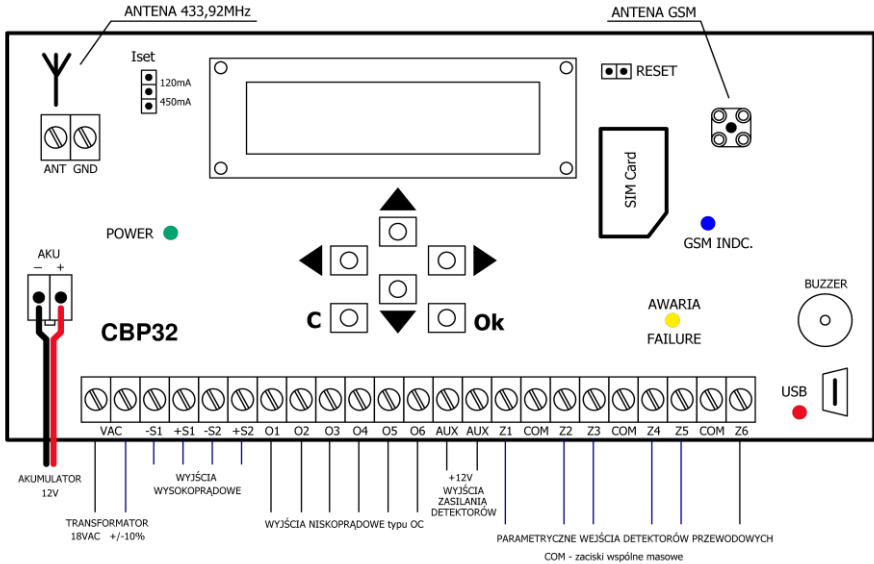 ANTENA 433,92MHz
ANTENA GSM
Iset
120mA
450mA
RESET
ANT GND
SIM Card
POWER
GSM INDC.
AKU
− +
BUZZER
AWARIA
FAILURE
C
Ok
CBP32
USB
VAC -S1 +S1 -S2 +S2 O1 O2 O3 O4 O5 O6 AUX AUX Z1 COM Z2 Z3 COM Z4 Z5 COM Z6
AKUMULATOR
12V
WYJŚCIA
WYSOKOPRĄDOWE
+12V
WYJŚCIA
ZASILANIA
DETEKTORÓW
TRANSFORMATOR
18VAC +/-10%
WYJŚCIA NISKOPRĄDOWE typu OC
PARAMETRYCZNE WEJŚCIA DETEKTORÓW PRZEWODOWYCH
COM - zaciski wspólne masowe